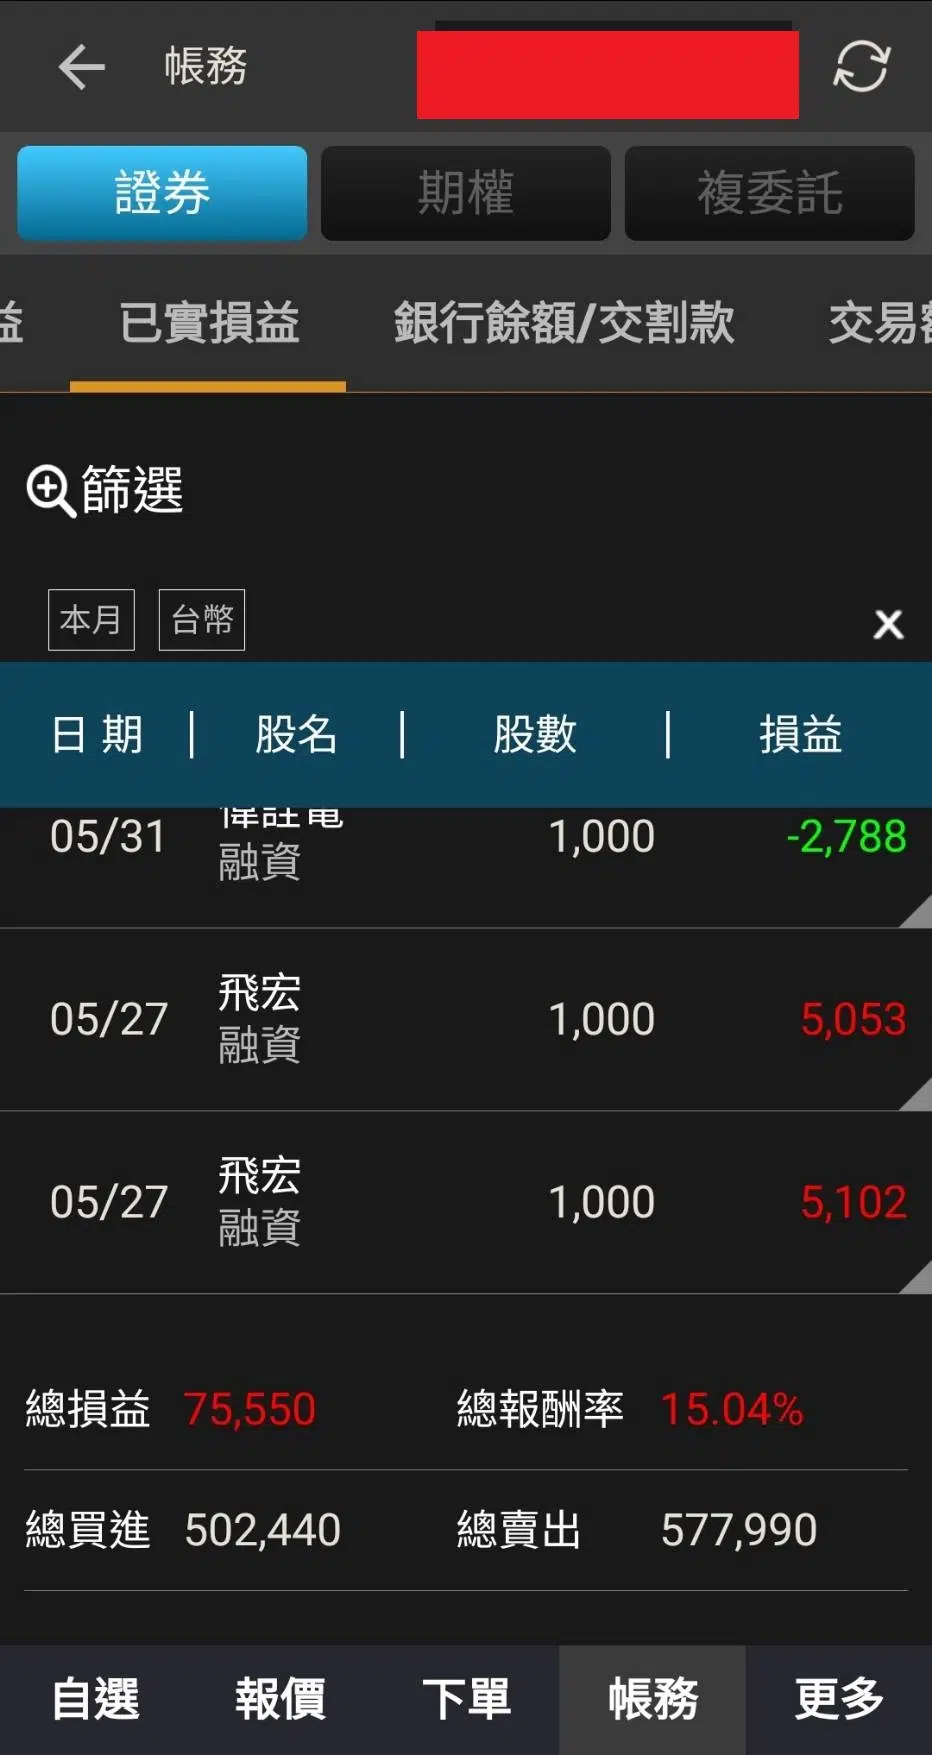 帳務
證券 期權 複委託
益 已實損益 銀行餘額/交割款 交易額
篩選
本月 台幣 X
日 期 | 股名 | 股數 | 損益
05/31 偉詮電 1,000 -2,788
融資
05/27 飛宏 1,000 5,053
融資
05/27 飛宏 1,000 5,102
融資
總損益 75,550 總報酬率 15.04%
總買進 502,440 總賣出 577,990
自選 報價 下單 帳務 更多